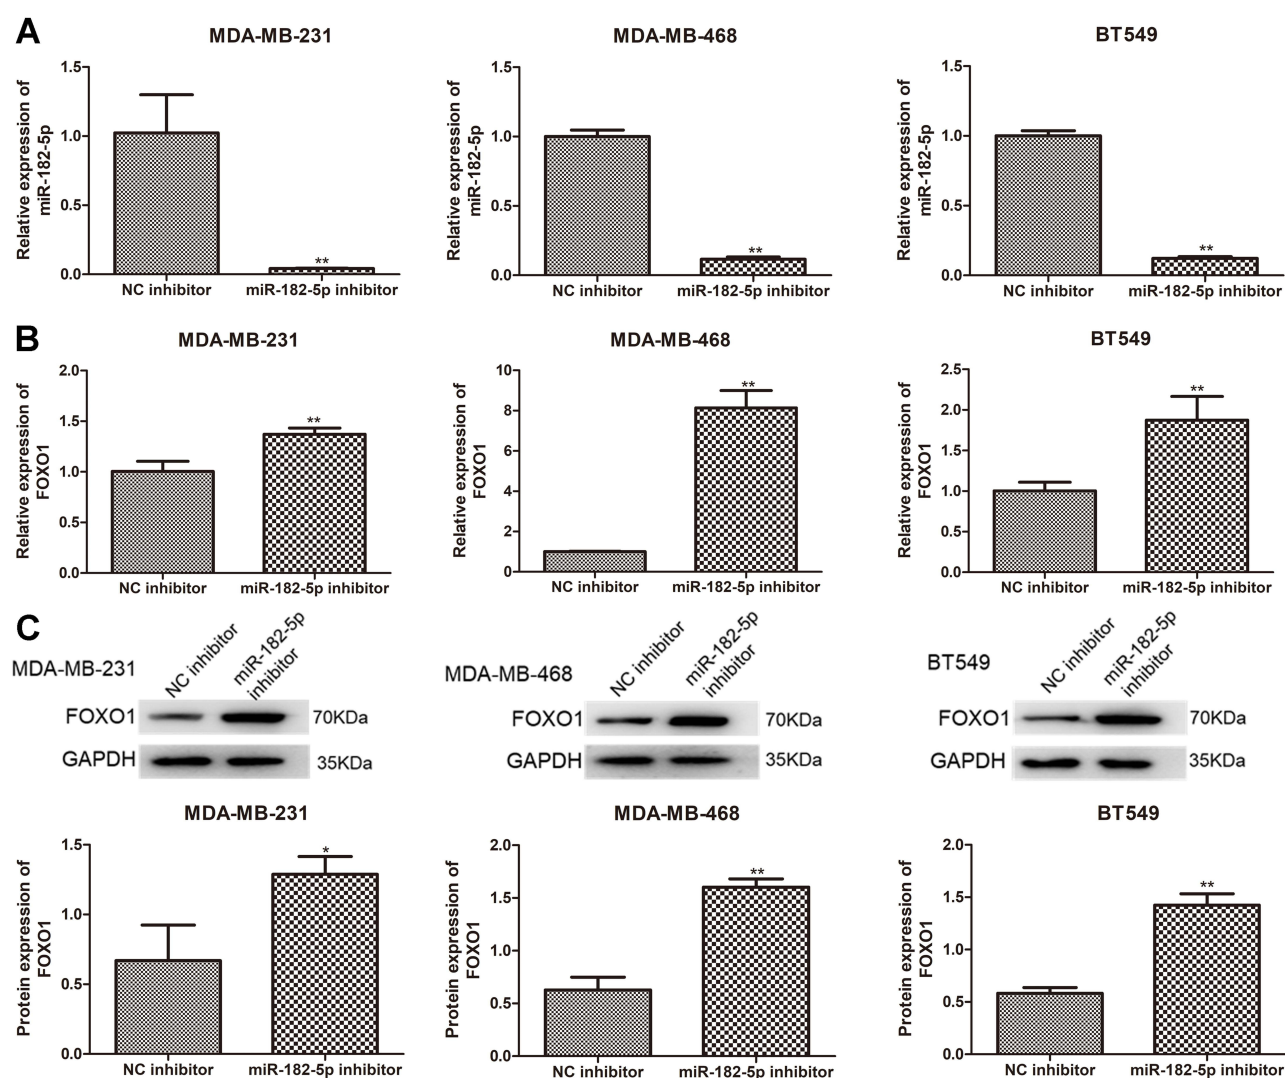 A
MDA-MB-231
MDA-MB-468
BT549
Relative expression of
miR-182-5p
1.5
1.0
0.5
0.0
**
NC inhibitor
miR-182-5p inhibitor
Relative expression of
miR-182-5p
1.5
1.0
0.5
0.0
**
NC inhibitor
miR-182-5p inhibitor
Relative expression of
miR-182-5p
1.5
1.0
0.5
0.0
**
NC inhibitor
miR-182-5p inhibitor
B
MDA-MB-231
MDA-MB-468
BT549
Relative expression of
FOXO1
2.0
1.5
1.0
0.5
0.0
**
NC inhibitor
miR-182-5p inhibitor
Relative expression of
FOXO1
10
8
6
4
2
0
**
NC inhibitor
miR-182-5p inhibitor
Relative expression of
FOXO1
2.5
2.0
1.5
1.0
0.5
0.0
**
NC inhibitor
miR-182-5p inhibitor
C
MDA-MB-231
NC inhibitor
miR-182-5p
inhibitor
FOXO1
70KDa
GAPDH
35KDa
MDA-MB-468
NC inhibitor
miR-182-5p
inhibitor
FOXO1
70KDa
GAPDH
35KDa
BT549
NC inhibitor
miR-182-5p
inhibitor
FOXO1
70KDa
GAPDH
35KDa
MDA-MB-231
MDA-MB-468
BT549
Protein expression of
FOXO1
1.5
1.0
0.5
0.0
*
NC inhibitor
miR-182-5p inhibitor
Protein expression of
FOXO1
2.0
1.5
1.0
0.5
0.0
**
NC inhibitor
miR-182-5p inhibitor
Protein expression of
FOXO1
2.0
1.5
1.0
0.5
0.0
**
NC inhibitor
miR-182-5p inhibitor